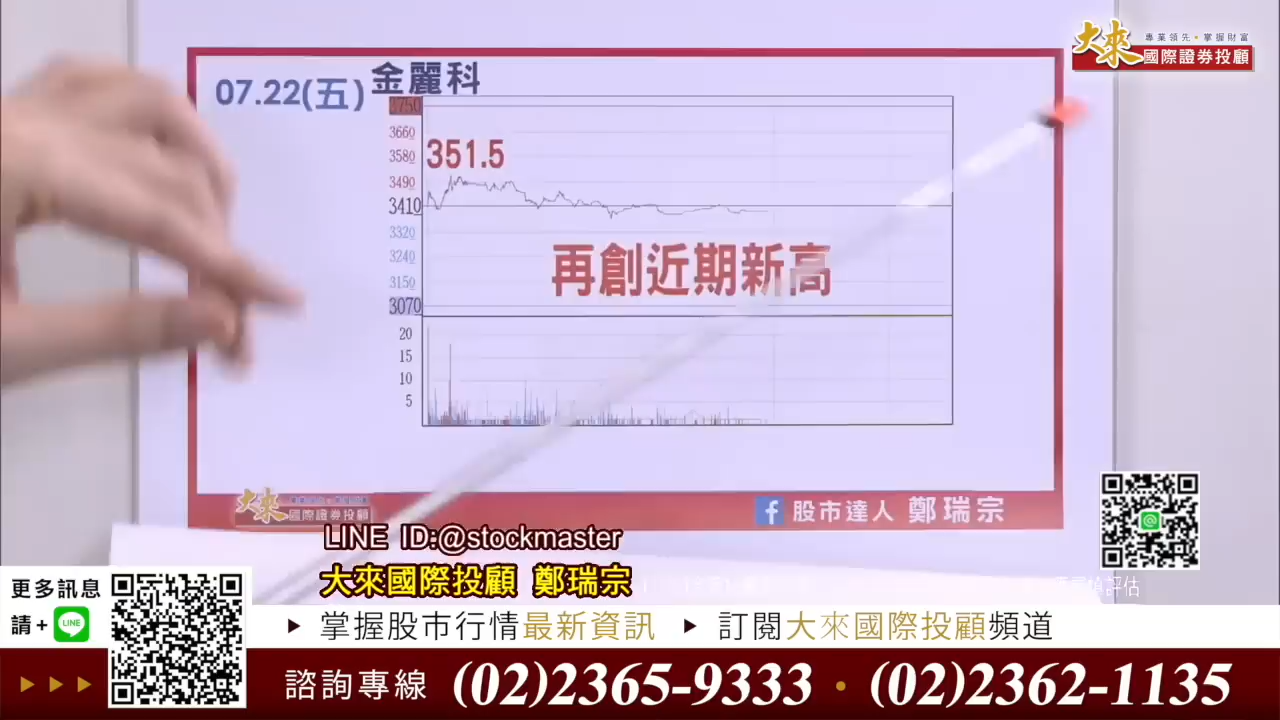 大來 專業領先•掌握財富
國際證券投顧
07.22(五)
金麗科
3750
3660
3580
351.5
3490
3410
3320
3240
再創近期新高
3150
3070
20
15
10
5
大來
國際證券投顧
股市達人 鄭瑞宗
LINE ID:@stockmaster
大來國際投顧 鄭瑞宗
慎評估
更多訊息
請+ LINE
掌握股市行情最新資訊
訂閱大來國際投顧頻道
諮詢專線 (02)2365-9333 • (02)2362-1135